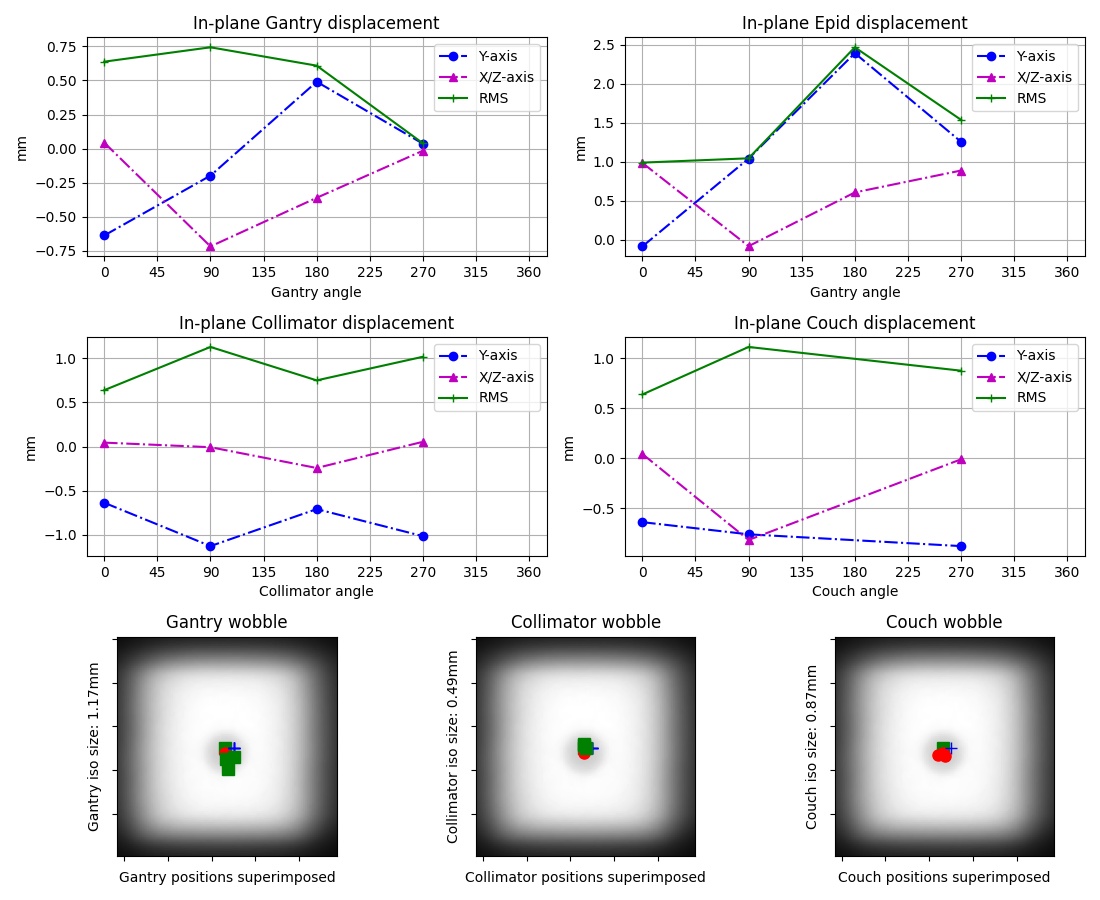 In-plane Gantry displacement
mm
0.75
0.50
0.25
0.00
−0.25
−0.50
−0.75
Y-axis
X/Z-axis
RMS
0 45 90 135 180 225 270 315 360
Gantry angle
In-plane Epid displacement
mm
2.5
2.0
1.5
1.0
0.5
0.0
Y-axis
X/Z-axis
RMS
0 45 90 135 180 225 270 315 360
Gantry angle
In-plane Collimator displacement
mm
1.0
0.5
0.0
−0.5
−1.0
Y-axis
X/Z-axis
RMS
0 45 90 135 180 225 270 315 360
Collimator angle
In-plane Couch displacement
mm
1.0
0.5
0.0
−0.5
Y-axis
X/Z-axis
RMS
0 45 90 135 180 225 270 315 360
Couch angle
Gantry wobble
Gantry iso size: 1.17mm
Gantry positions superimposed
Collimator wobble
Collimator iso size: 0.49mm
Collimator positions superimposed
Couch wobble
Couch iso size: 0.87mm
Couch positions superimposed